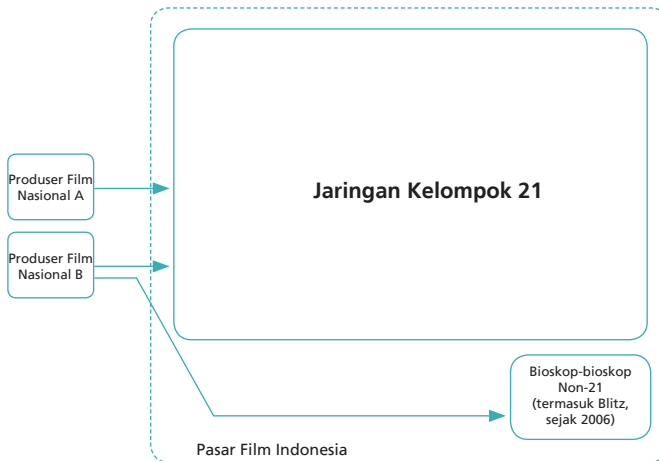 Produser Film
Nasional A
Jaringan Kelompok 21
Produser Film
Nasional B
Bioskop-bioskop
Non-21
(termasuk Blitz,
sejak 2006)
Pasar Film Indonesia